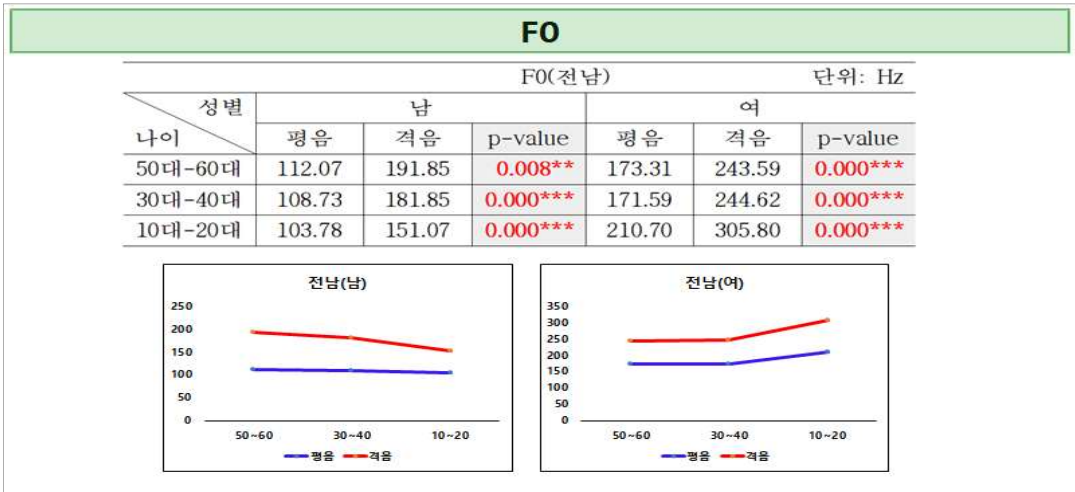 F0
F0(전남) 단위: Hz
성별 남 여
나이 평음 격음 p-value 평음 격음 p-value
50대-60대 112.07 191.85 0.008** 173.31 243.59 0.000***
30대-40대 108.73 181.85 0.000*** 171.59 244.62 0.000***
10대-20대 103.78 151.07 0.000*** 210.70 305.80 0.000***
전남(남)
250
200
150
100
50
0
50~60 30~40 10~20
평음 격음
전남(여)
350
300
250
200
150
100
50
0
50~60 30~40 10~20
평음 격음